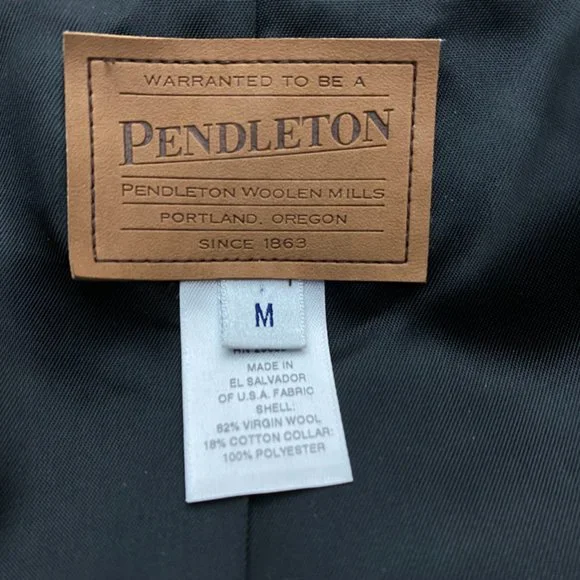 WARRANTED TO BE A
PENDLETON
PENDLETON WOOLEN MILLS
PORTLAND, OREGON
SINCE 1863
M
MADE IN
EL SALVADOR
OF U.S.A. FABRIC
SHELL:
82% VIRGIN WOOL
18% COTTON COLLAR:
100% POLYESTER